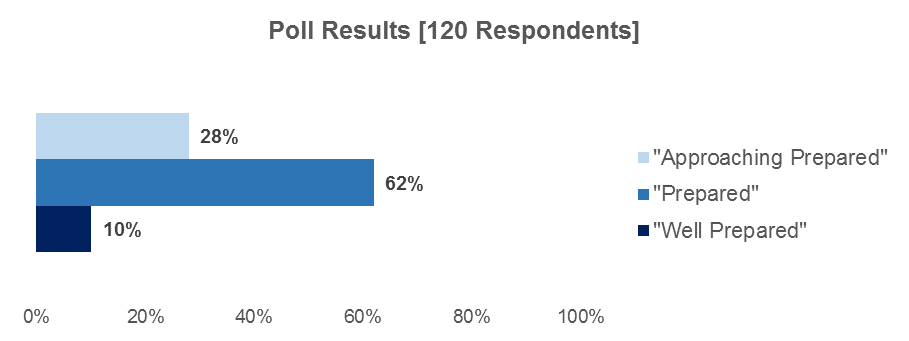 Poll Results [120 Respondents]
28%
62%
10%
"Approaching Prepared"
"Prepared"
"Well Prepared"
0% 20% 40% 60% 80% 100%